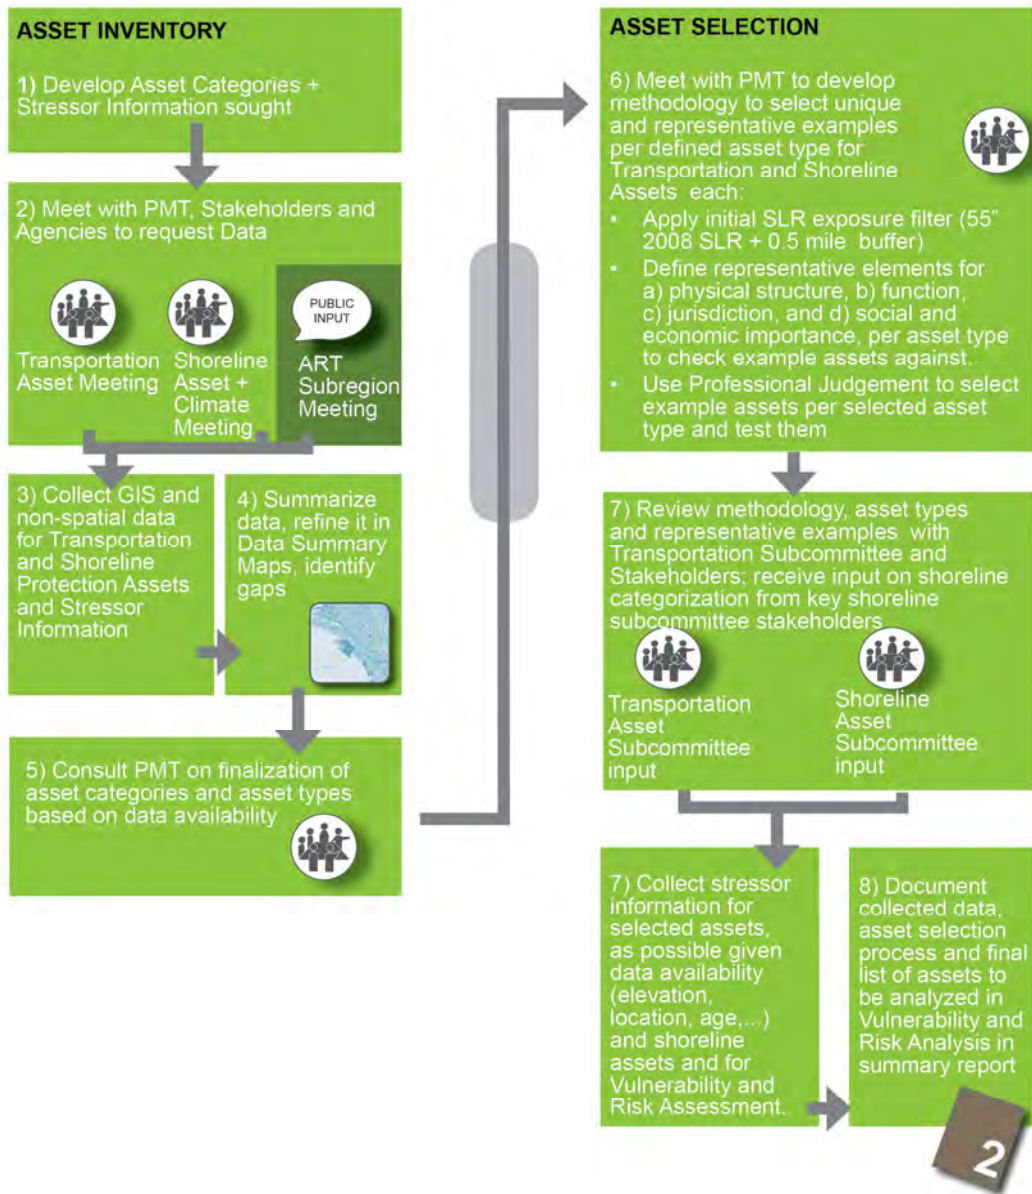 ASSET INVENTORY
1) Develop Asset Categories +
Stressor Information sought
2) Meet with PMT, Stakeholders and
Agencies to request Data
Transportation
Asset Meeting
Shoreline
Asset +
Climate
Meeting
PUBLIC
INPUT
ART
Subregion
Meeting
3) Collect GIS and
non-spatial data
for Transportation
and Shoreline
Protection Assets
and Stressor
Information
4) Summarize
data, refine it in
Data Summary
Maps, identify
gaps
5) Consult PMT on finalization of
asset categories and asset types
based on data availability
ASSET SELECTION
6) Meet with PMT to develop
methodology to select unique
and representative examples
per defined asset type for
Transportation and Shoreline
Assets each:
• Apply initial SLR exposure filter (55"
2008 SLR + 0.5 mile buffer)
• Define representative elements for
a) physical structure, b) function,
c) jurisdiction, and d) social and
economic importance, per asset type
to check example assets against.
• Use Professional Judgement to select
example assets per selected asset
type and test them
7) Review methodology, asset types
and representative examples with
Transportation Subcommittee and
Stakeholders; receive input on shoreline
categorization from key shoreline
subcommittee stakeholders
Transportation
Asset
Subcommittee
input
Shoreline
Asset
Subcommittee
input
7) Collect stressor
information for
selected assets,
as possible given
data availability
(elevation,
location, age,...)
and shoreline
assets and for
Vulnerability and
Risk Assessment.
8) Document
collected data,
asset selection
process and final
list of assets to
be analyzed in
Vulnerability and
Risk Analysis in
summary report
2